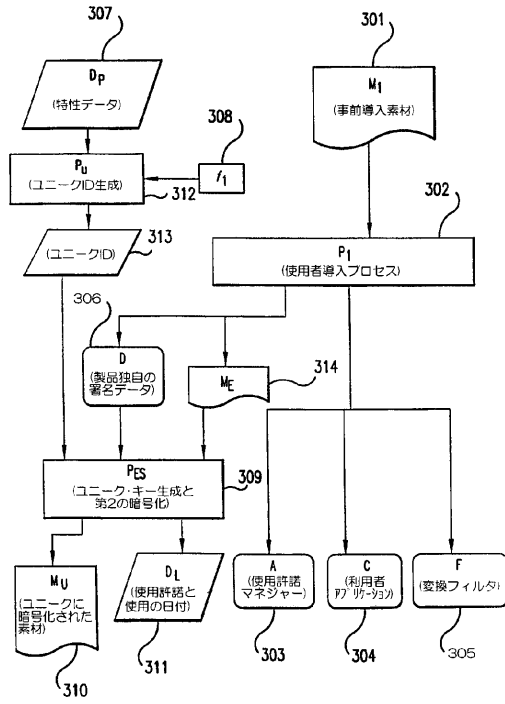 307
D_P
(特性データ)
301
M_1
(事前導入素材)
308
f_1
P_U
(ユニークID生成)
312
313
(ユニークID)
302
P_1
(使用者導入プロセス)
306
D
(製品独自の
署名データ)
M_E
314
P_ES
(ユニーク・キー生成と
第2の暗号化)
309
M_U
(ユニークに
暗号化された
素材)
310
D_L
(使用許諾と
使用の日付)
311
A
(使用許諾
マネジャー)
303
C
(利用者
アプリケーション)
304
F
(変換フィルタ)
305